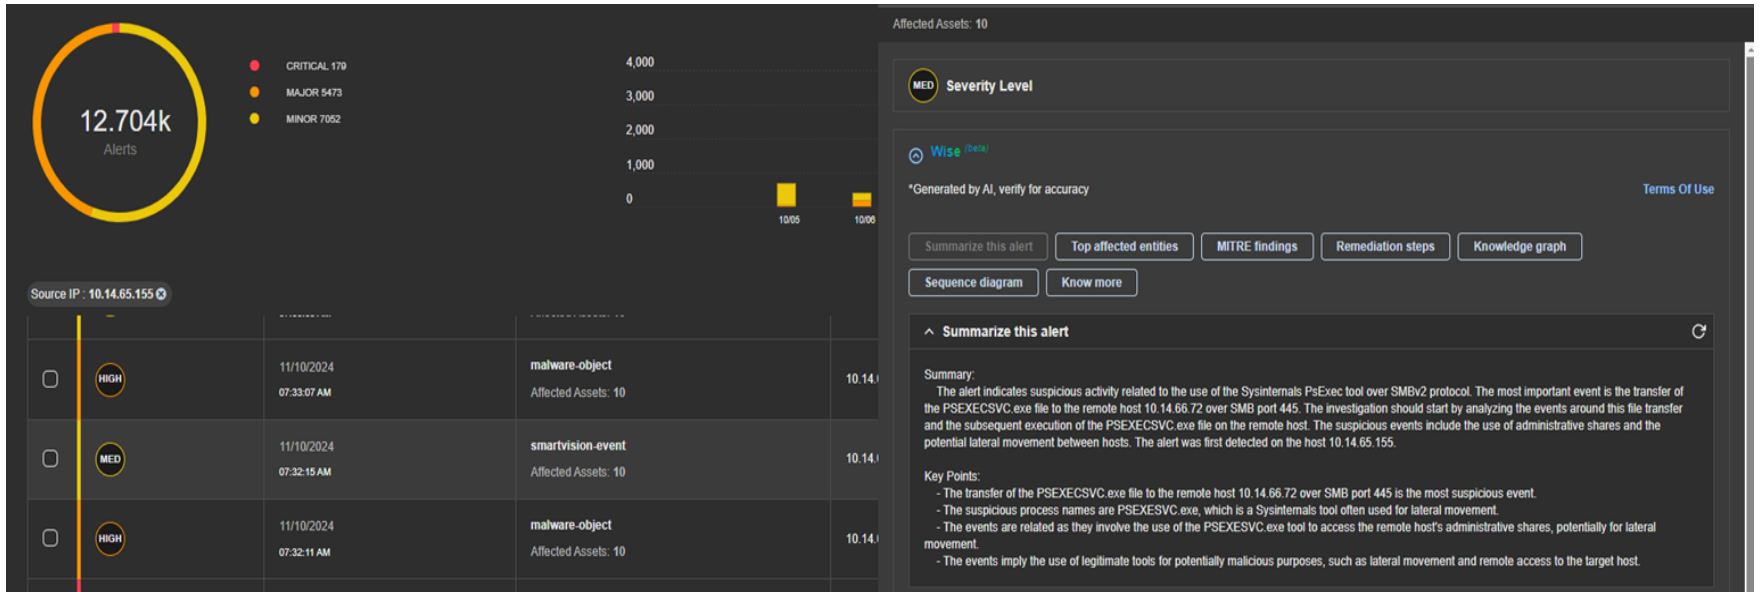 12.704k
Alerts
CRITICAL 179
MAJOR 5473
MINOR 7052
4,000
3,000
2,000
1,000
0
10/05
10/06
Source IP : 10.14.65.155
HIGH
11/10/2024
07:33:07 AM
malware-object
Affected Assets: 10
10.14.
MED
11/10/2024
07:32:15 AM
smartvision-event
Affected Assets: 10
10.14.
HIGH
11/10/2024
07:32:11 AM
malware-object
Affected Assets: 10
10.14.
Affected Assets: 10
MED Severity Level
Wise (beta)
*Generated by AI, verify for accuracy
Terms Of Use
Summarize this alert
Top affected entities
MITRE findings
Remediation steps
Knowledge graph
Sequence diagram
Know more
Summarize this alert
Summary:
The alert indicates suspicious activity related to the use of the Sysinternals PsExec tool over SMBv2 protocol. The most important event is the transfer of
the PSEXECSVC.exe file to the remote host 10.14.66.72 over SMB port 445. The investigation should start by analyzing the events around this file transfer
and the subsequent execution of the PSEXECSVC.exe file on the remote host. The suspicious events include the use of administrative shares and the
potential lateral movement between hosts. The alert was first detected on the host 10.14.65.155.
Key Points:
- The transfer of the PSEXECSVC.exe file to the remote host 10.14.66.72 over SMB port 445 is the most suspicious event.
- The suspicious process names are PSEXESVC.exe, which is a Sysinternals tool often used for lateral movement.
- The events are related as they involve the use of the PSEXESVC.exe tool to access the remote host's administrative shares, potentially for lateral
movement.
- The events imply the use of legitimate tools for potentially malicious purposes, such as lateral movement and remote access to the target host.